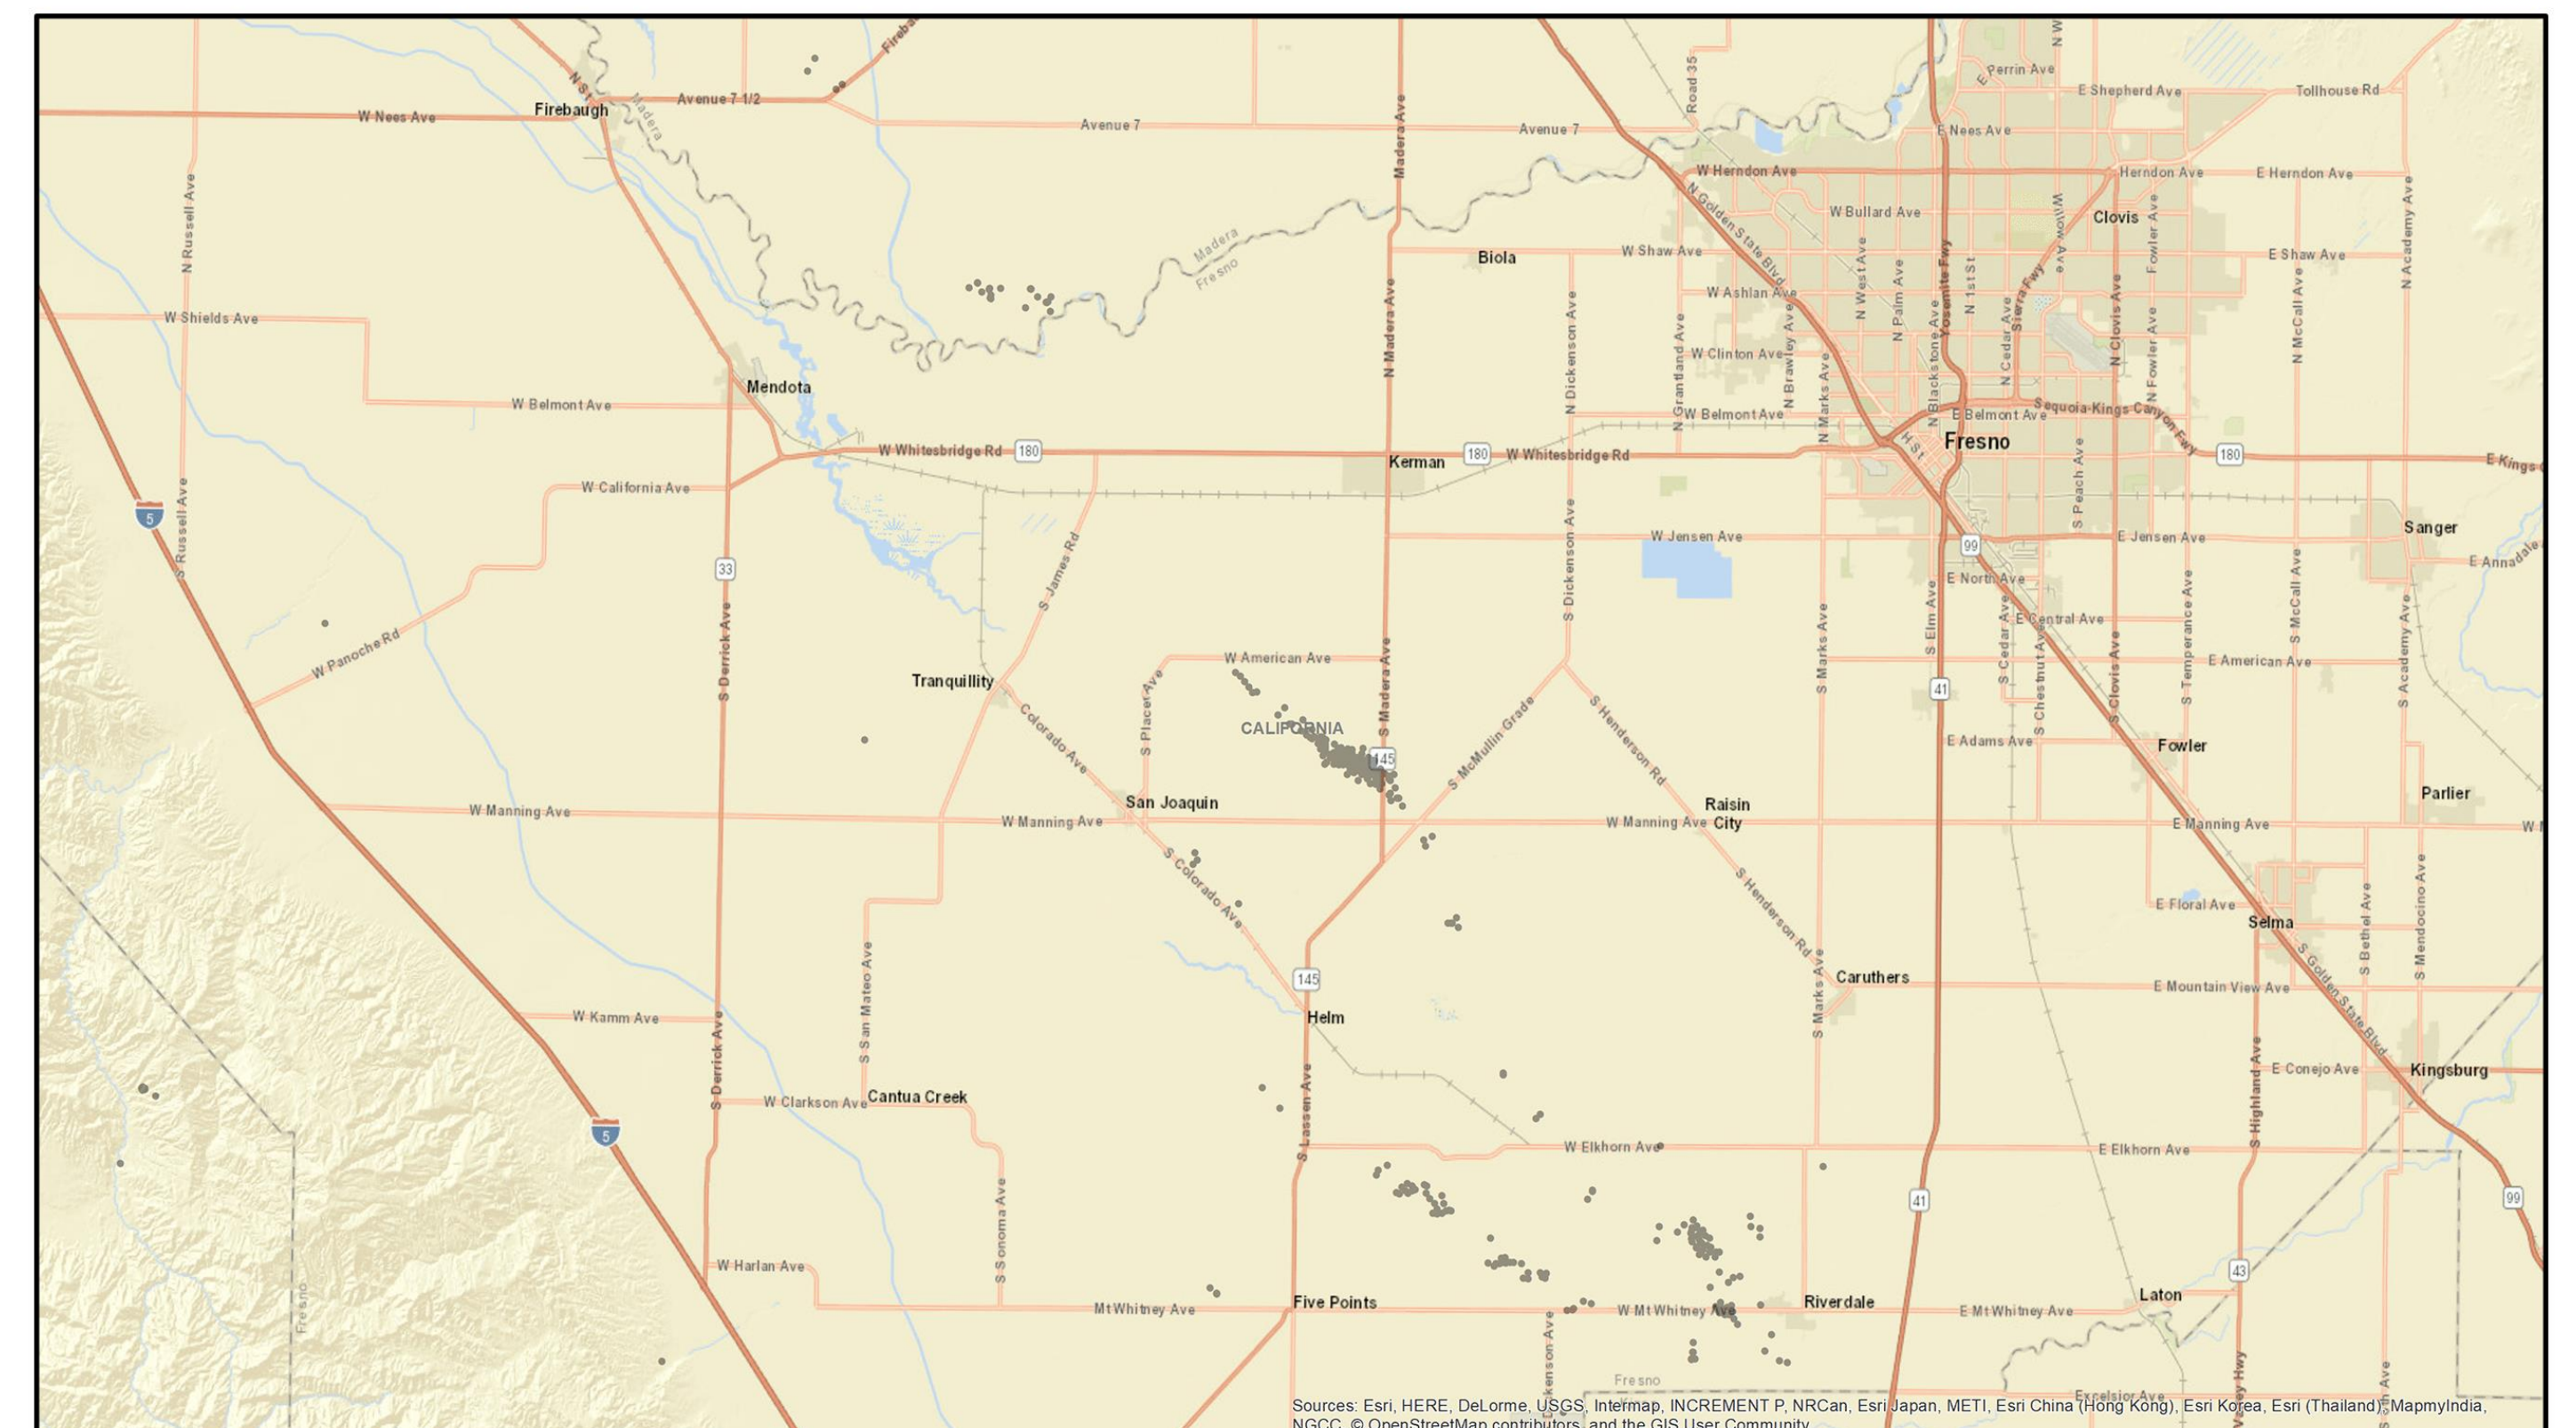 Fireba
N W
Road 35
E Perrin Ave
E Shepherd Ave
Tollhouse Rd
N St
Avenue 7 1/2
Firebaugh
W Nees Ave
Madera
Avenue 7
Madera Ave
Avenue 7
E Nees Ave
W Herndon Ave
Herndon Ave
E Herndon Ave
N Russell Ave
N Golden State Blvd
W Bullard Ave
Willow Ave
Clovis
Fowler Ave
N Academy Ave
Madera
Fresno
Biola
W Shaw Ave
E Shaw Ave
W Shields Ave
W Ashlan Ave
N West Ave
N Palm Ave
Yosemite Fwy
N 1st St
Sierra Fwy
N Madera Ave
N Dickenson Ave
N Grantland Ave
W Clinton Ave
N Brawley Ave
N Marks Ave
N Blackstone Ave
N Cedar Ave
N Clovis Ave
N Fowler Ave
N McCall Ave
Mendota
W Belmont Ave
W Belmont Ave
E Belmont Ave
Sequoia-Kings Canyon Fwy
W Whitesbridge Rd
180
Kerman
180
W Whitesbridge Rd
H St
Fresno
180
E Kings
W California Ave
S Peach Ave
5
S Russell Ave
33
S James Rd
S Dickenson Ave
W Jensen Ave
99
E Jensen Ave
Sanger
E Annadale
E North Ave
S Elm Ave
S Cedar Ave
E Central Ave
S Chestnut Ave
S Temperance Ave
S McCall Ave
W Panoche Rd
S Derrick Ave
Tranquillity
W American Ave
S Madera Ave
S Marks Ave
41
S Clovis Ave
E American Ave
S Academy Ave
Colorado Ave
S Placer Ave
CALIFORNIA
145
S McMullin Grade
S Henderson Rd
E Adams Ave
Fowler
Parlier
W Manning Ave
San Joaquin
W Manning Ave
Raisin
City
W Manning Ave
E Manning Ave
S Colorado Ave
S Henderson Rd
E Floral Ave
Selma
S Bethel Ave
S Mendocino Ave
S San Mateo Ave
145
S Marks Ave
Caruthers
E Mountain View Ave
S Golden State Blvd
W Kamm Ave
S Derrick Ave
Helm
S Lassen Ave
S Highland Ave
E Conejo Ave
Kingsburg
W Clarkson Ave
Cantua Creek
5
W Elkhorn Ave
E Elkhorn Ave
41
99
S Sonoma Ave
W Harlan Ave
43
Fresno
Mt Whitney Ave
Five Points
W Mt Whitney Ave
Riverdale
E Mt Whitney Ave
Laton
Fresno
Excelsior Ave
Sources: Esri, HERE, DeLorme, USGS, Intermap, INCREMENT P, NRCan, Esri Japan, METI, Esri China (Hong Kong), Esri Korea, Esri (Thailand), MapmyIndia,
NGCC, © OpenStreetMap contributors, and the GIS User Community